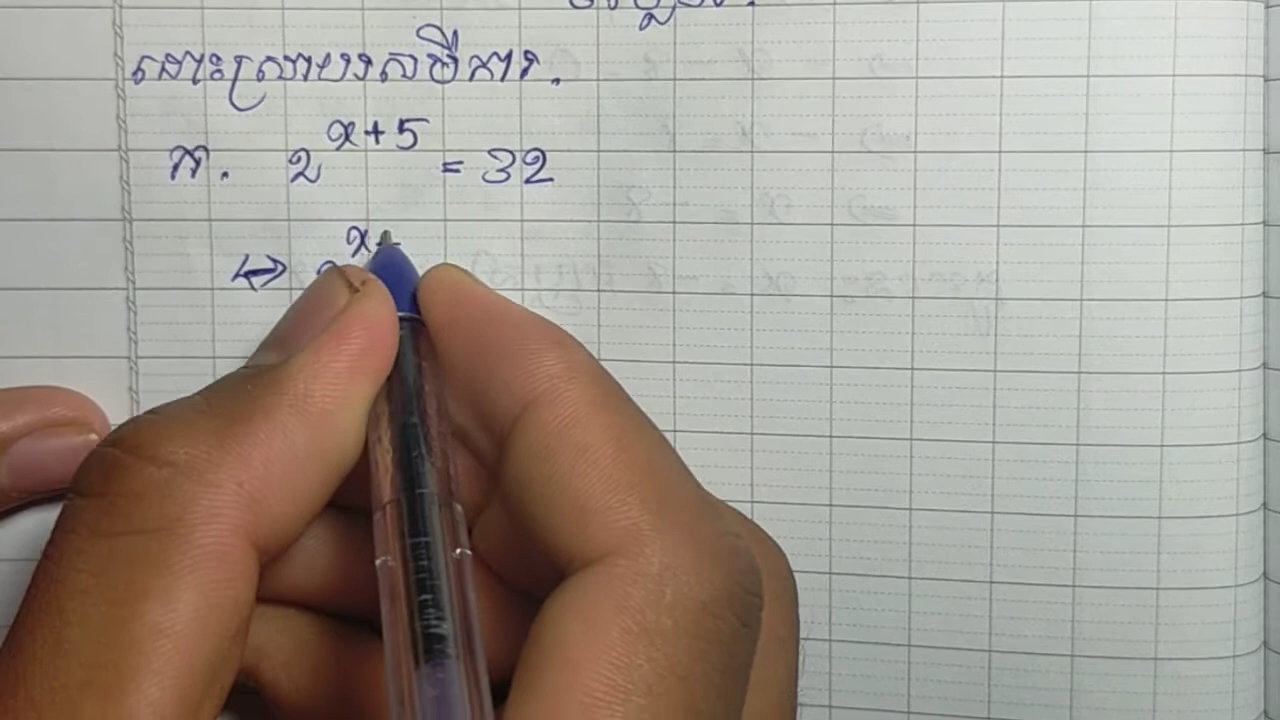 ដោះស្រាយសមីការ.
ក. 2^{x+5} = 32
↔ 2^{x+